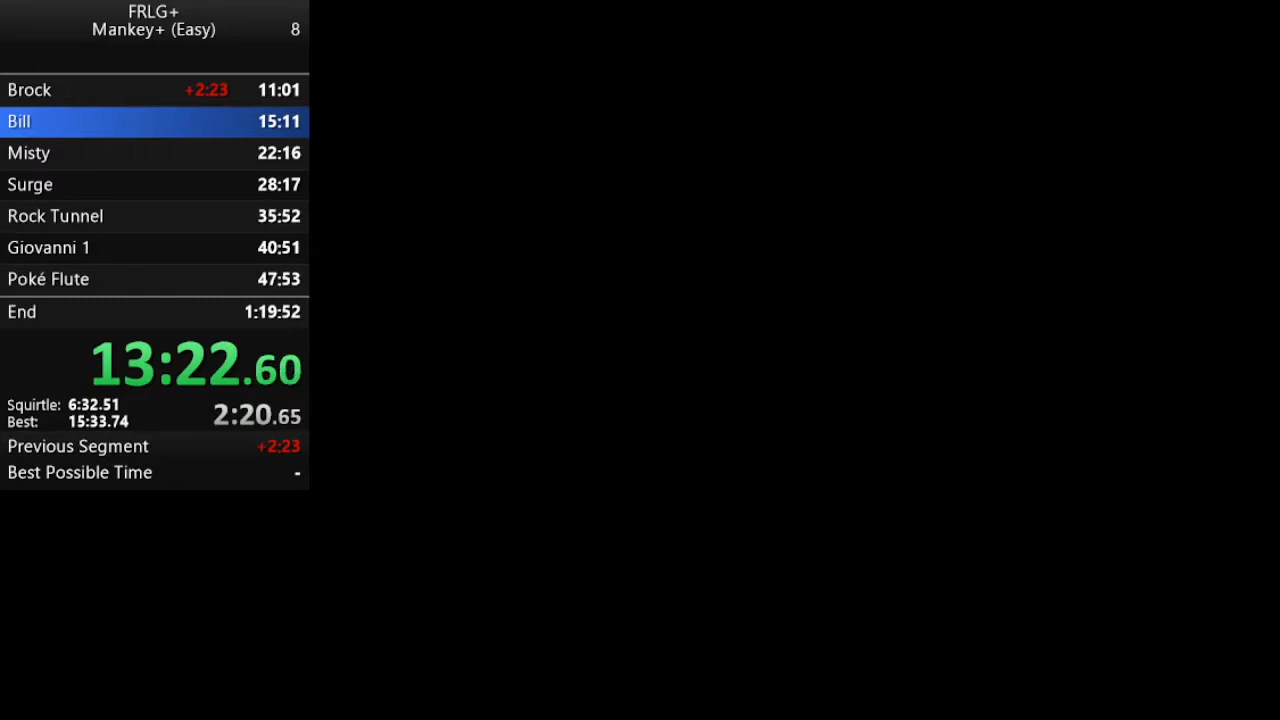 FRLG+
Mankey+ (Easy) 8
Brock +2:23 11:01
Bill 15:11
Misty 22:16
Surge 28:17
Rock Tunnel 35:52
Giovanni 1 40:51
Poké Flute 47:53
End 1:19:52
13:22.60
Squirtle: 6:32.51
Best: 15:33.74
2:20.65
Previous Segment +2:23
Best Possible Time -